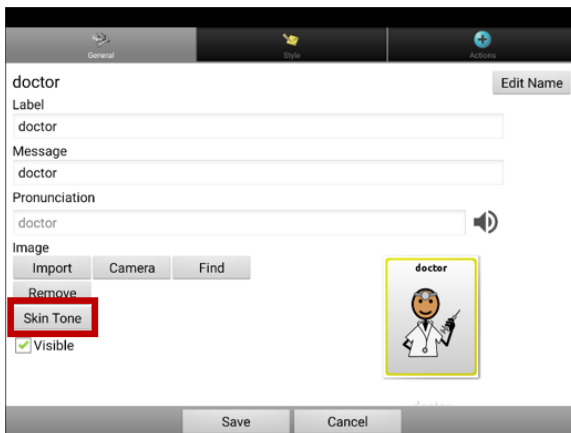 General Style Actions
doctor Edit Name
Label
doctor
Message
doctor
Pronunciation
doctor
Image
Import Camera Find
doctor
Remove
Skin Tone
Visible
doctor
Save Cancel